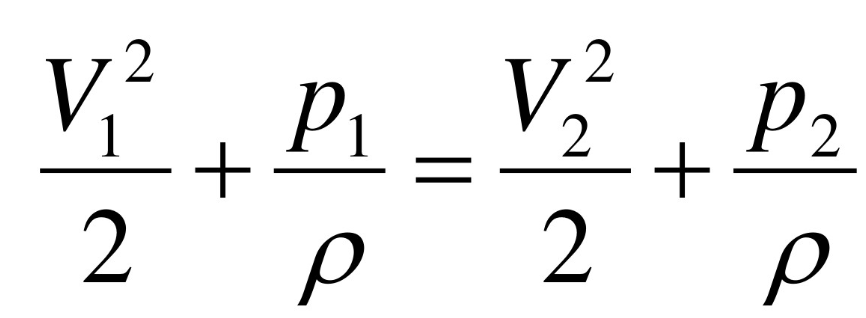 V₁²/2 + p₁/ρ = V₂²/2 + p₂/ρ